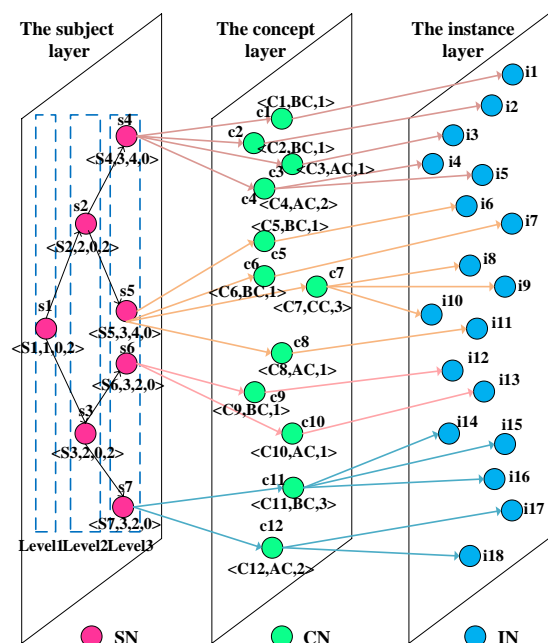 The subject
layer
The concept
layer
The instance
layer
s4
<S4,3,4,0>
s2
<S2,2,0,2>
s5
<S5,3,4,0>
s1
<S1,1,0,2>
s6
<S6,3,2,0>
s3
<S3,2,0,2>
s7
<S7,3,2,0>
Level1
Level2
Level3
<C1,BC,1>
c1
c2
<C2,BC,1>
<C3,AC,1>
c3
c4
<C4,AC,2>
<C5,BC,1>
c5
c6
<C6,BC,1>
c7
<C7,CC,3>
c8
<C8,AC,1>
c9
<C9,BC,1>
c10
<C10,AC,1>
c11
<C11,BC,3>
c12
<C12,AC,2>
i1
i2
i3
i4
i5
i6
i7
i8
i9
i10
i11
i12
i13
i14
i15
i16
i17
i18
SN
CN
IN